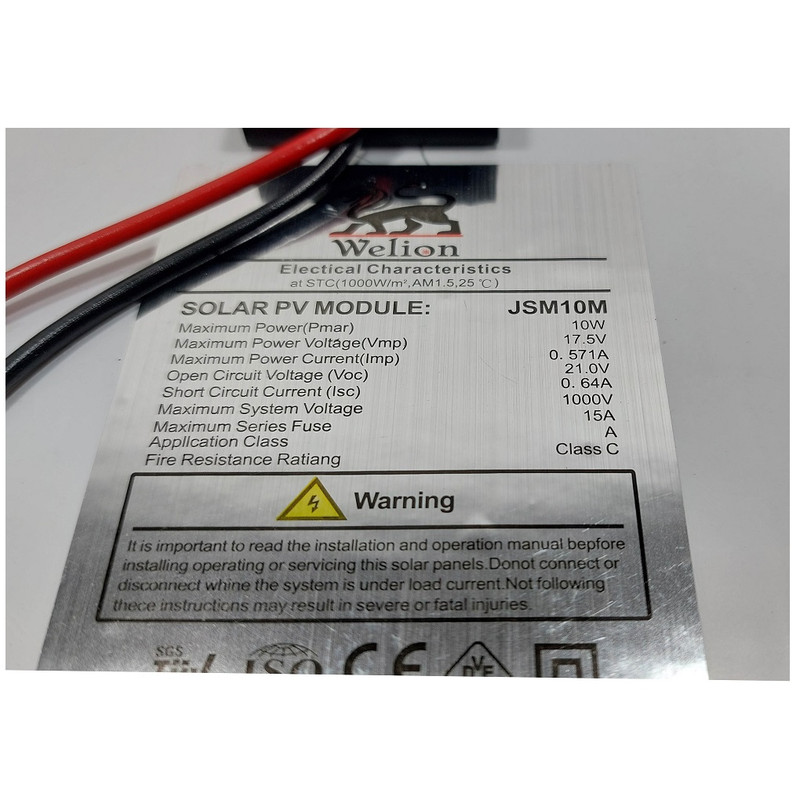 Welion
Electical Characteristics
at STC(1000W/m²,AM1.5,25 ℃)
SOLAR PV MODULE: JSM10M
Maximum Power(Pmar) 10W
Maximum Power Voltage(Vmp) 17.5V
Maximum Power Current(Imp) 0. 571A
Open Circuit Voltage (Voc) 21.0V
Short Circuit Current (Isc) 0. 64A
Maximum System Voltage 1000V
Maximum Series Fuse 15A
Application Class A
Fire Resistance Ratiang Class C
Warning
It is important to read the installation and operation manual bepfore
installing operating or servicing this solar panels.Donot connect or
disconnect whine the system is under load current.Not following
thece instructions may result in severe or fatal injuries.
SGS ISO CE DVE